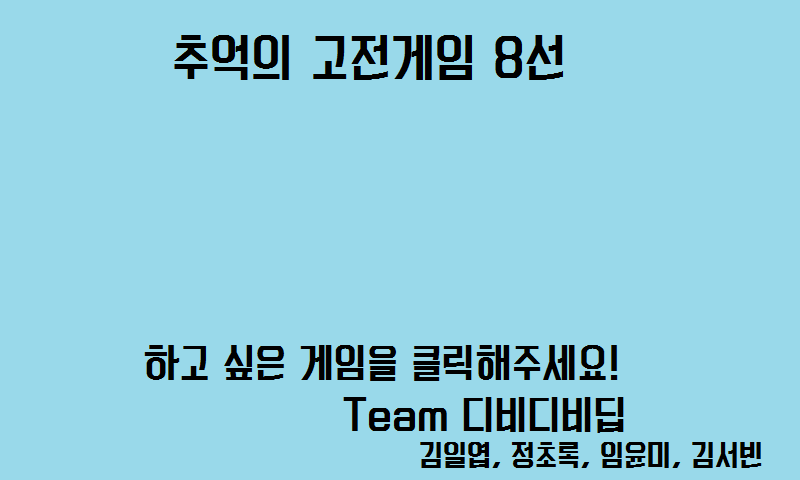 추억의 고전게임 8선
하고 싶은 게임을 클릭해주세요!
Team 디비디비딥
김일엽, 정초록, 임윤미, 김서빈